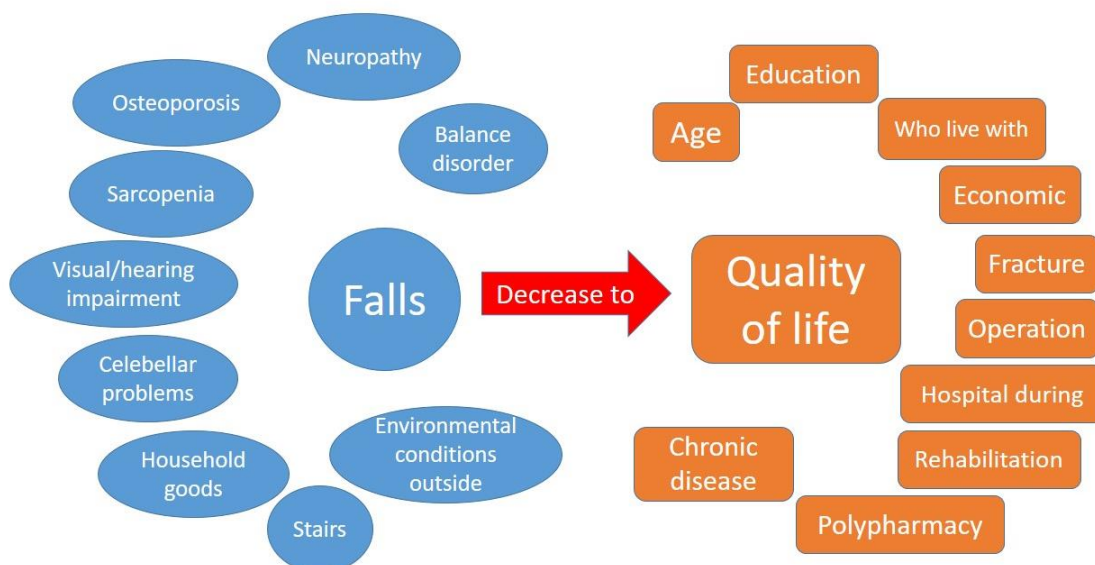 Neuropathy
Osteoporosis
Balance
disorder
Sarcopenia
Visual/hearing
impairment
Falls
Celebellar
problems
Household
goods
Environmental
conditions
outside
Stairs
Decrease to
Education
Age
Who live with
Economic
Quality
of life
Fracture
Operation
Hospital during
Chronic
disease
Rehabilitation
Polypharmacy